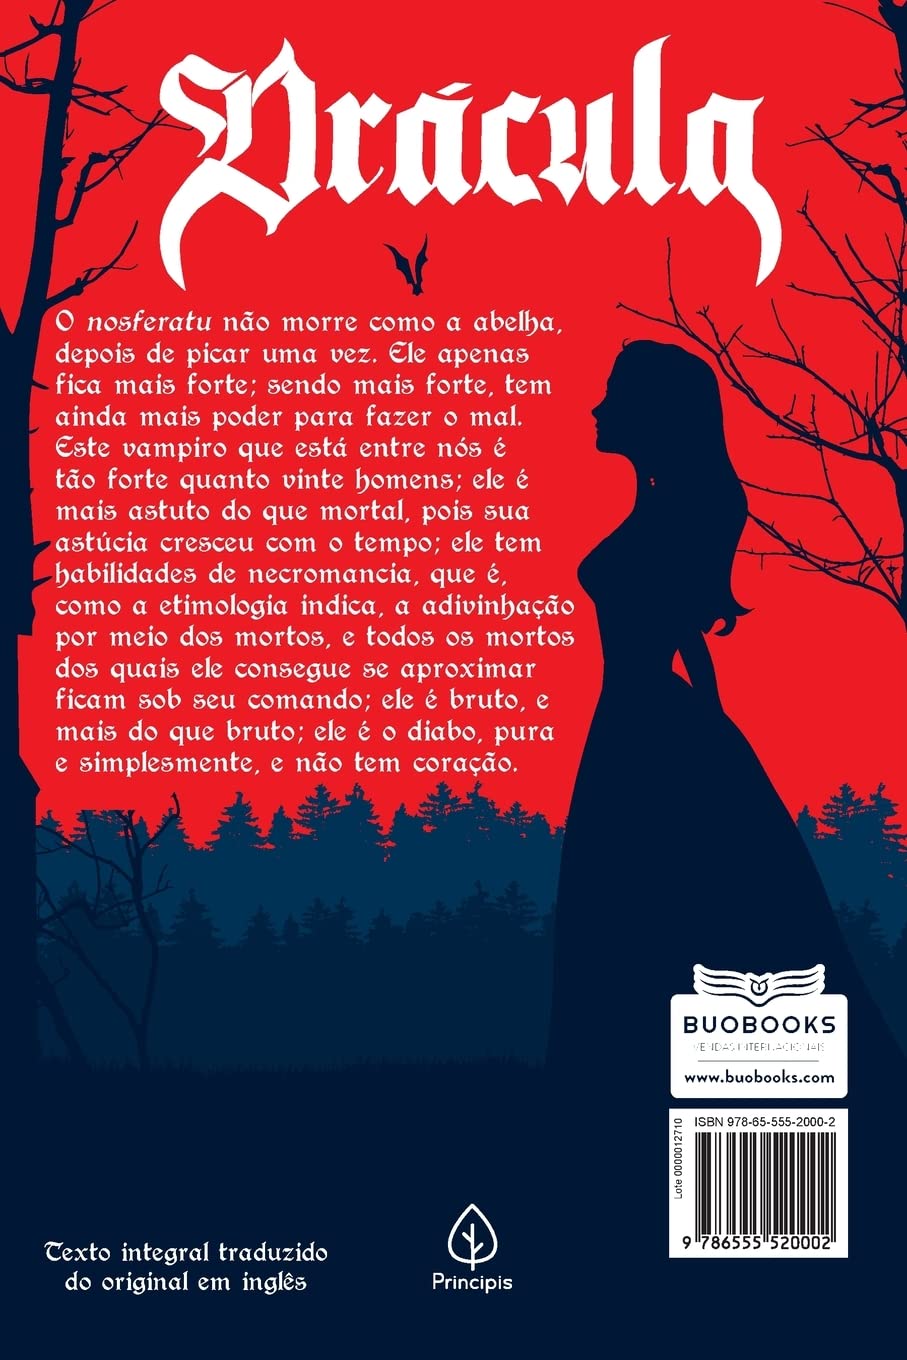 Drácula
O nosferatu não morre como a abelha,
depois de picar uma vez. Ele apenas
fica mais forte; sendo mais forte, tem
ainda mais poder para fazer o mal.
Este vampiro que está entre nós é
tão forte quanto vinte homens; ele é
mais astuto do que mortal, pois sua
astúcia cresceu com o tempo; ele tem
habilidades de necromancia, que é,
como a etimologia indica, a adivinhação
por meio dos mortos, e todos os mortos
dos quais ele consegue se aproximar
ficam sob seu comando; ele é bruto, e
mais do que bruto; ele é o diabo, pura
e simplesmente, e não tem coração.
BUOBOOKS
VENDAS INTERNACIONAIS
www.buobooks.com
ISBN 978-65-555-2000-2
Lote 0000012710
9 786555 520002
Texto integral traduzido
do original em inglês
Principis